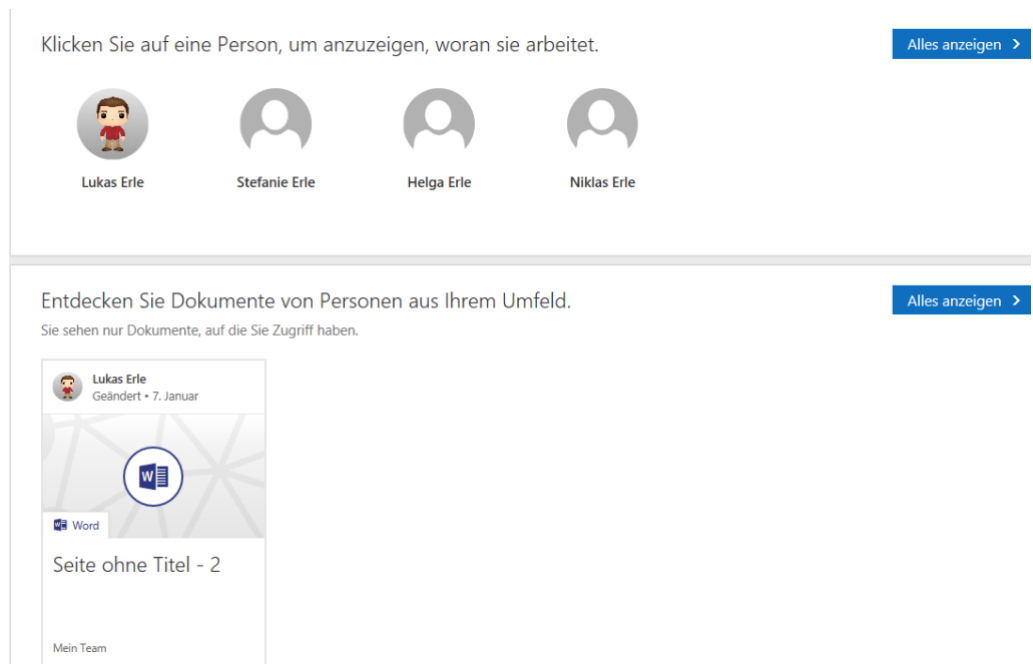 Klicken Sie auf eine Person, um anzuzeigen, woran sie arbeitet.
Alles anzeigen
Lukas Erle
Stefanie Erle
Helga Erle
Niklas Erle
Entdecken Sie Dokumente von Personen aus Ihrem Umfeld.
Alles anzeigen
Sie sehen nur Dokumente, auf die Sie Zugriff haben.
Lukas Erle
Geändert • 7. Januar
W
Word
Seite ohne Titel - 2
Mein Team